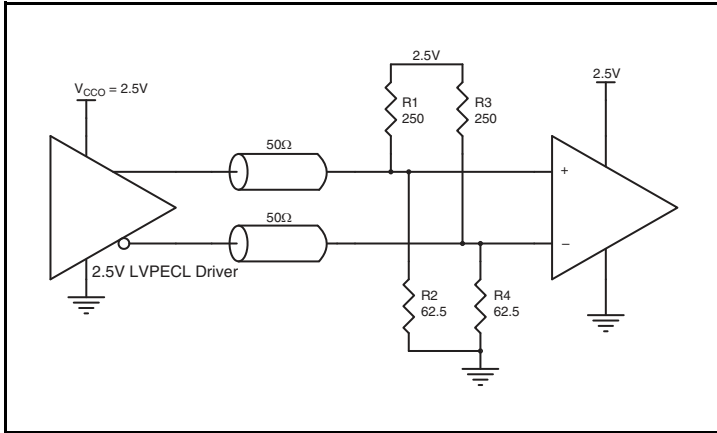 2.5V
V_CCO = 2.5V
2.5V
R1
250
R3
250
50Ω
+
50Ω
−
2.5V LVPECL Driver
R2
62.5
R4
62.5